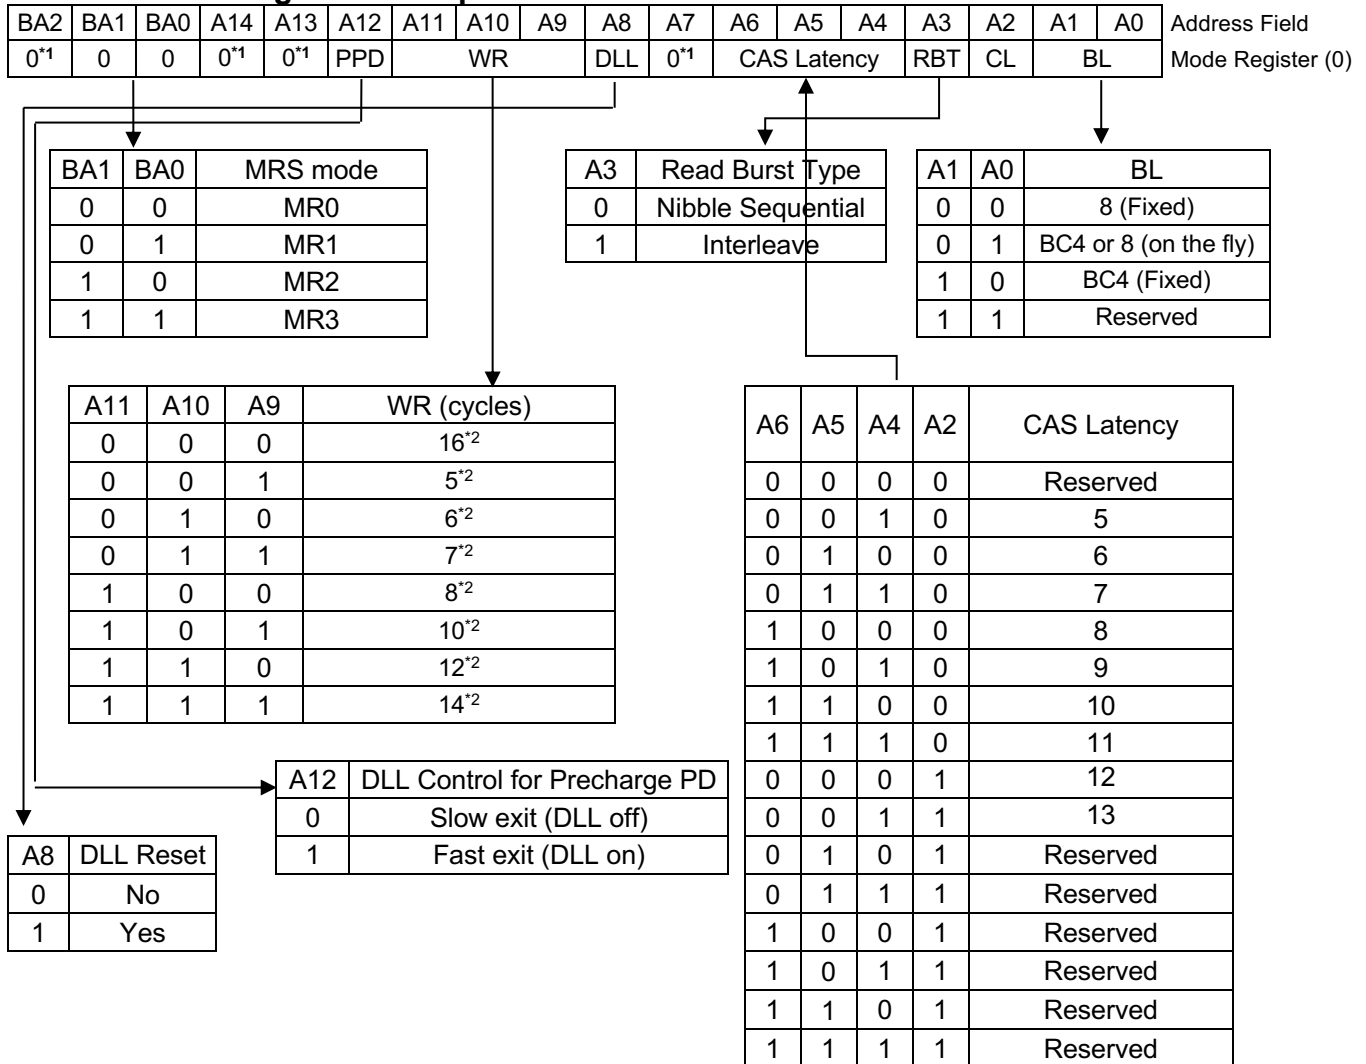 BA2 BA1 BA0 A14 A13 A12 A11 A10 A9 A8 A7 A6 A5 A4 A3 A2 A1 A0 Address Field
0*1 0 0 0*1 0*1 PPD WR DLL 0*1 CAS Latency RBT CL BL Mode Register (0)
BA1 BA0 MRS mode
0 0 MR0
0 1 MR1
1 0 MR2
1 1 MR3
A3 Read Burst Type
0 Nibble Sequential
1 Interleave
A1 A0 BL
0 0 8 (Fixed)
0 1 BC4 or 8 (on the fly)
1 0 BC4 (Fixed)
1 1 Reserved
A11 A10 A9 WR (cycles)
0 0 0 16*2
0 0 1 5*2
0 1 0 6*2
0 1 1 7*2
1 0 0 8*2
1 0 1 10*2
1 1 0 12*2
1 1 1 14*2
A6 A5 A4 A2 CAS Latency
0 0 0 0 Reserved
0 0 1 0 5
0 1 0 0 6
0 1 1 0 7
1 0 0 0 8
1 0 1 0 9
1 1 0 0 10
1 1 1 0 11
0 0 0 1 12
0 0 1 1 13
0 1 0 1 Reserved
0 1 1 1 Reserved
1 0 0 1 Reserved
1 0 1 1 Reserved
1 1 0 1 Reserved
1 1 1 1 Reserved
A12 DLL Control for Precharge PD
0 Slow exit (DLL off)
1 Fast exit (DLL on)
A8 DLL Reset
0 No
1 Yes